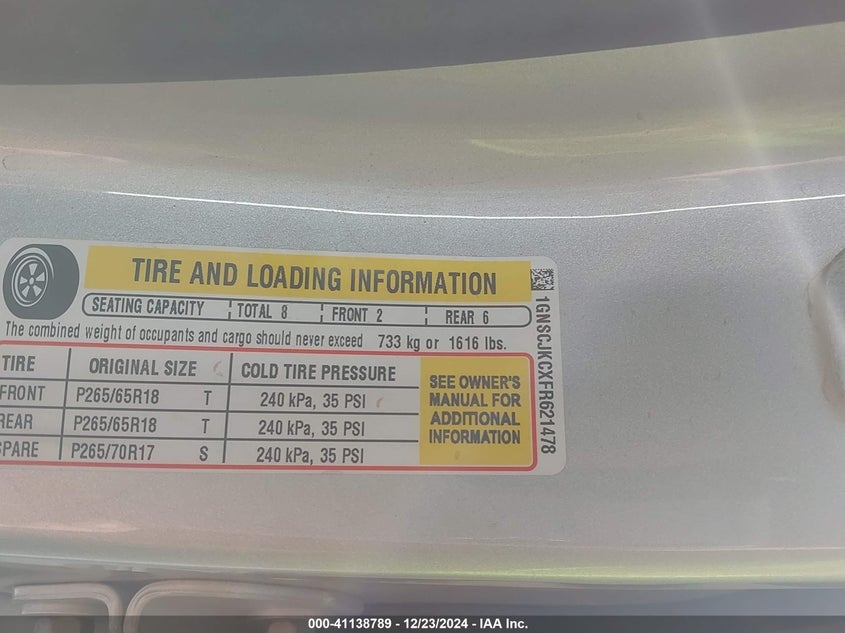 TIRE AND LOADING INFORMATION
SEATING CAPACITY TOTAL 8 FRONT 2 REAR 6
The combined weight of occupants and cargo should never exceed 733 kg or 1616 lbs.
TIRE ORIGINAL SIZE COLD TIRE PRESSURE
FRONT P265/65R18 T 240 kPa, 35 PSI
REAR P265/65R18 T 240 kPa, 35 PSI
SPARE P265/70R17 S 240 kPa, 35 PSI
SEE OWNER'S
MANUAL FOR
ADDITIONAL
INFORMATION
1GNSCJKCXFR621478
000-41138789 - 12/23/2024 - IAA Inc.